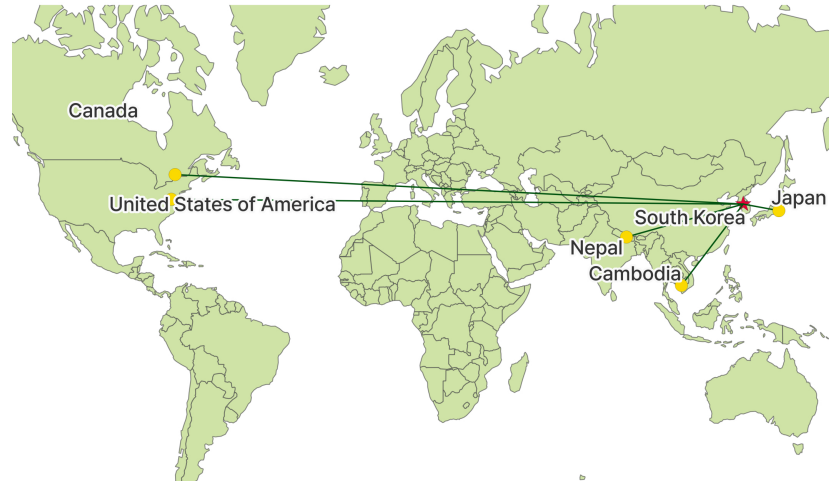 Canada
United States of America
Japan
South Korea
Nepal
Cambodia